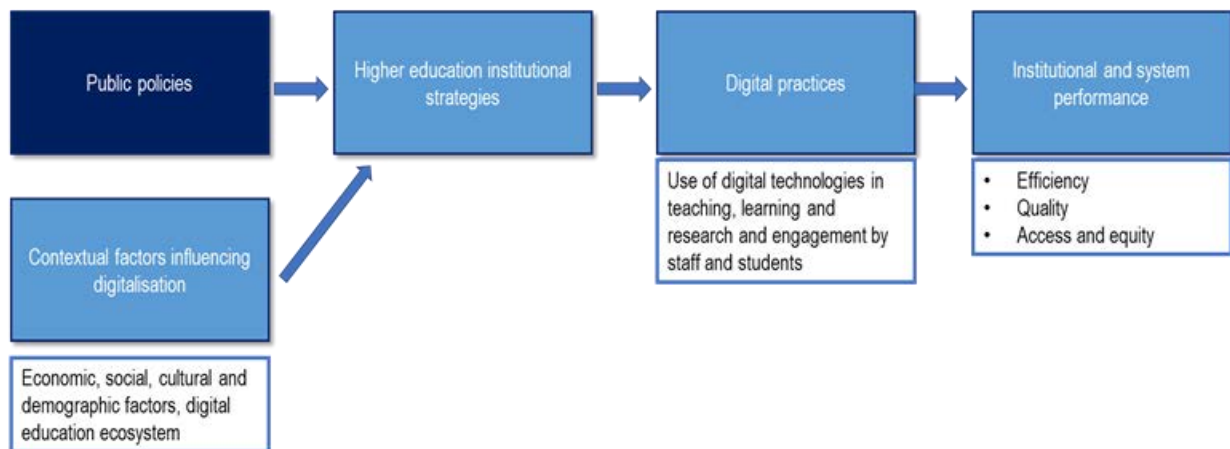 Public policies
Higher education institutional
strategies
Digital practices
Institutional and system
performance
Use of digital technologies in
teaching, learning and
research and engagement by
staff and students
• Efficiency
• Quality
• Access and equity
Contextual factors influencing
digitalisation
Economic, social, cultural and
demographic factors, digital
education ecosystem